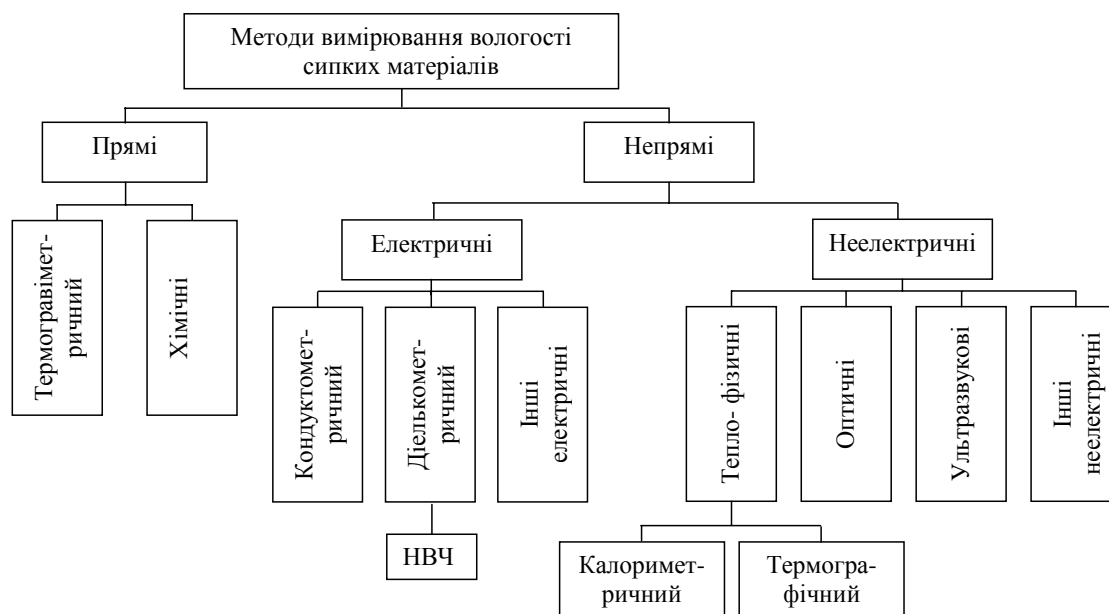 Методи вимірювання вологості
сипких матеріалів
Прямі
Непрямі
Термогравімет-
ричний
Хімічні
Електричні
Неелектричні
Кондуктомет-
ричний
Діелькомет-
ричний
Інші
електричні
Тепло- фізичні
Оптичні
Ультразвукові
Інші
неелектричні
НВЧ
Калоримет-
ричний
Термогра-
фічний